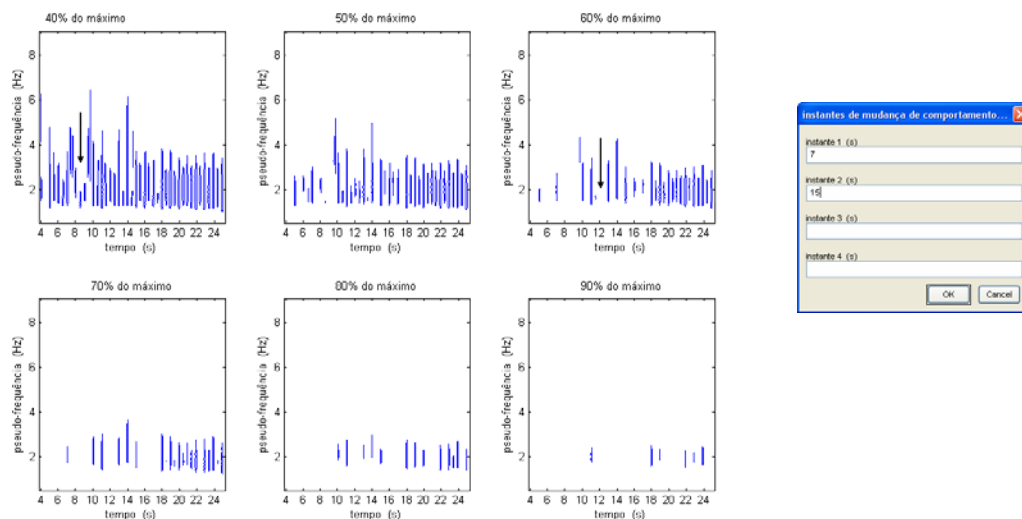 40% do máximo
50% do máximo
60% do máximo
pseudo-frequência (Hz)
8
6
4
2
4 6 8 10 12 14 16 18 20 22 24
tempo (s)
pseudo-frequência (Hz)
8
6
4
2
4 6 8 10 12 14 16 18 20 22 24
tempo (s)
pseudo-frequência (Hz)
8
6
4
2
4 6 8 10 12 14 16 18 20 22 24
tempo (s)
70% do máximo
80% do máximo
90% do máximo
pseudo-frequência (Hz)
8
6
4
2
4 6 8 10 12 14 16 18 20 22 24
tempo (s)
pseudo-frequência (Hz)
8
6
4
2
4 6 8 10 12 14 16 18 20 22 24
tempo (s)
pseudo-frequência (Hz)
8
6
4
2
4 6 8 10 12 14 16 18 20 22 24
tempo (s)
instantes de mudança de comportamento...
instante 1 (s)
7
instante 2 (s)
15
instante 3 (s)
instante 4 (s)
OK Cancel